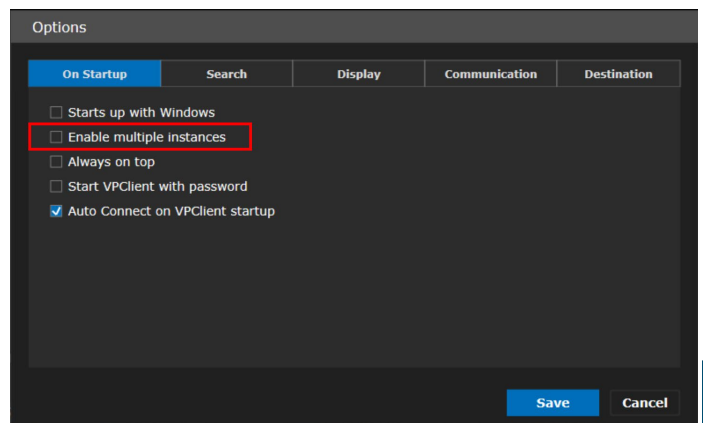 Options
On Startup Search Display Communication Destination
Starts up with Windows
Enable multiple instances
Always on top
Start VPClient with password
Auto Connect on VPClient startup
Save Cancel